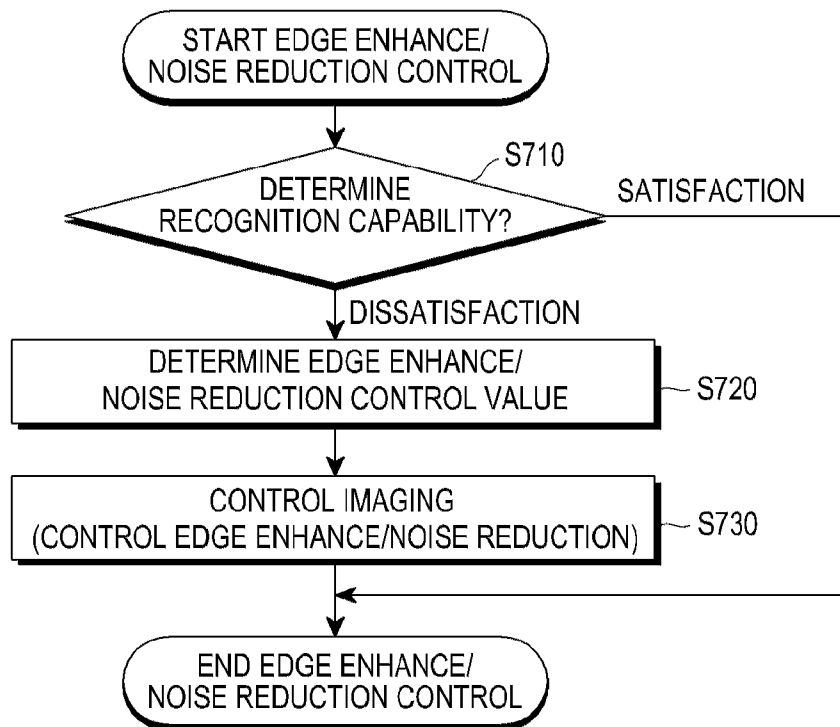 START EDGE ENHANCE/
NOISE REDUCTION CONTROL
S710
DETERMINE
RECOGNITION CAPABILITY?
SATISFACTION
DISSATISFACTION
DETERMINE EDGE ENHANCE/
NOISE REDUCTION CONTROL VALUE
S720
CONTROL IMAGING
(CONTROL EDGE ENHANCE/NOISE REDUCTION)
S730
END EDGE ENHANCE/
NOISE REDUCTION CONTROL